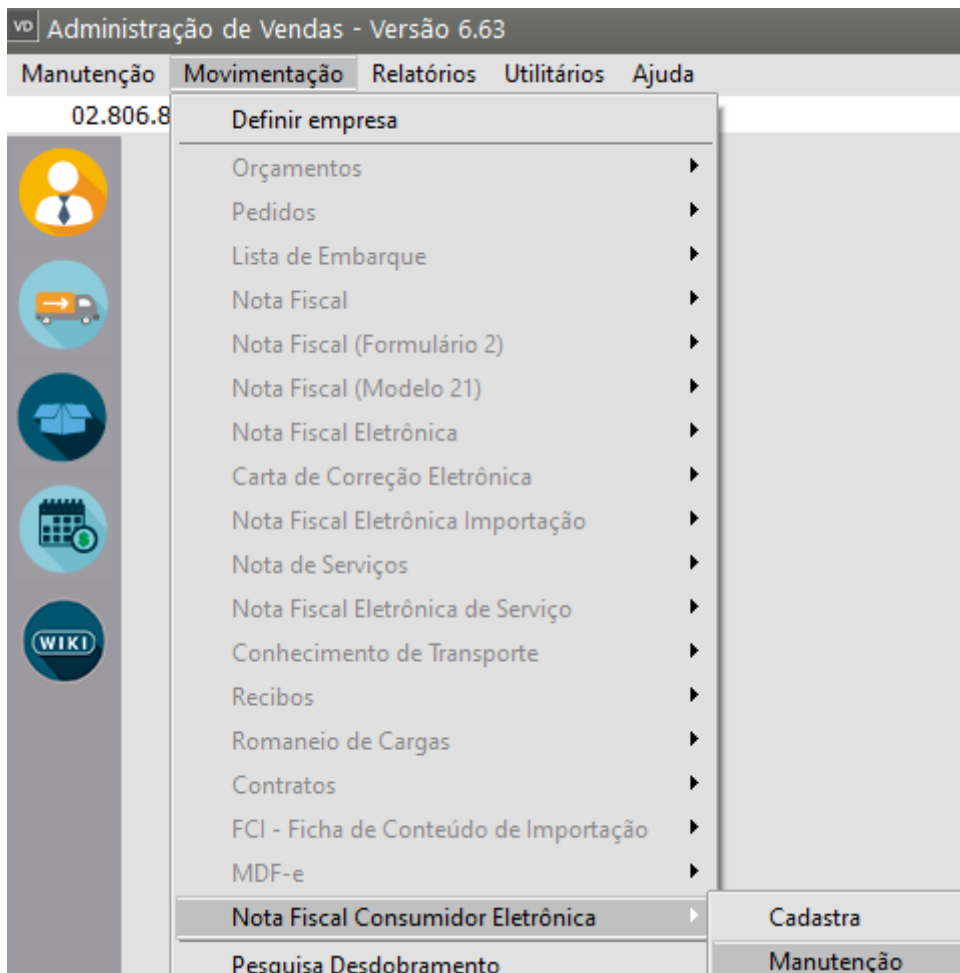 VD Administração de Vendas - Versão 6.63
Manutenção Movimentação Relatórios Utilitários Ajuda
02.806.8
Definir empresa
Orçamentos
Pedidos
Lista de Embarque
Nota Fiscal
Nota Fiscal (Formulário 2)
Nota Fiscal (Modelo 21)
Nota Fiscal Eletrônica
Carta de Correção Eletrônica
Nota Fiscal Eletrônica Importação
Nota de Serviços
Nota Fiscal Eletrônica de Serviço
WIKI
Conhecimento de Transporte
Recibos
Romaneio de Cargas
Contratos
FCI - Ficha de Conteúdo de Importação
MDF-e
Nota Fiscal Consumidor Eletrônica
Cadastra
Pesquisa Desdobramento
Manutenção